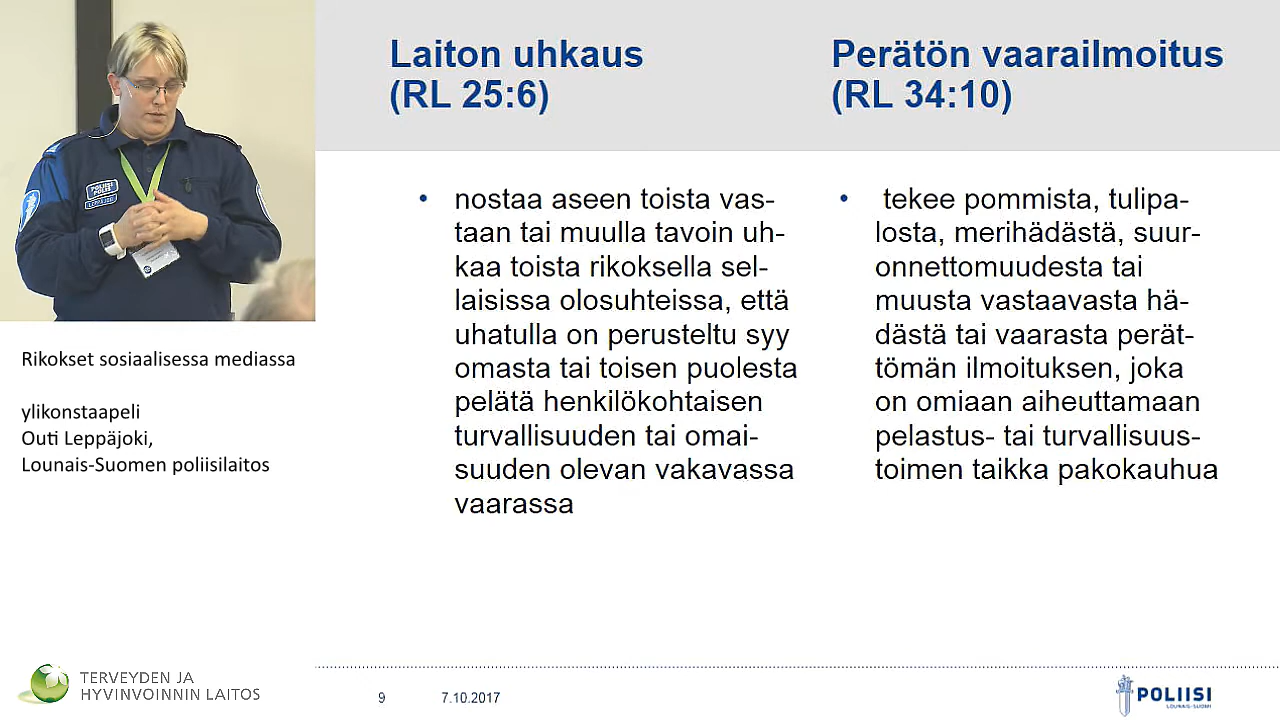 Laiton uhkaus
(RL 25:6)
Perätön vaarailmoitus
(RL 34:10)
• nostaa aseen toista vas-
taan tai muulla tavoin uh-
kaa toista rikoksella sel-
laisissa olosuhteissa, että
uhatulla on perusteltu syy
omasta tai toisen puolesta
pelätä henkilökohtaisen
turvallisuuden tai omai-
suuden olevan vakavassa
vaarassa
• tekee pommista, tulipa-
losta, merihädästä, suur-
onnettomuudesta tai
muusta vastaavasta hä-
dästä tai vaarasta perät-
tömän ilmoituksen, joka
on omiaan aiheuttamaan
pelastus- tai turvallisuus-
toimen taikka pakokauhua
POLIISI
POLIS
LEPPÄJOKI
Rikokset sosiaalisessa mediassa
ylikonstaapeli
Outi Leppäjoki,
Lounais-Suomen poliisilaitos
TERVEYDEN JA
HYVINVOINNIN LAITOS
9
7.10.2017
POLIISI
LOUNAIS-SUOMI